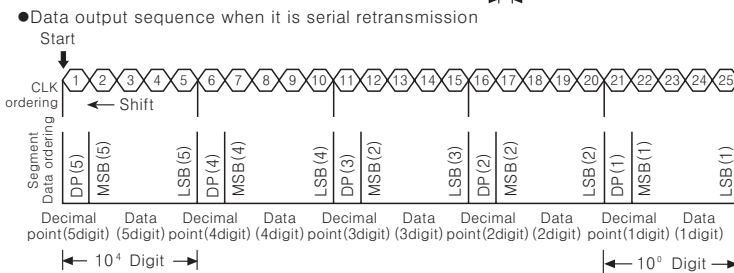 ●Data output sequence when it is serial retransmission
Start
CLK ordering
1 2 3 4 5 6 7 8 9 10 11 12 13 14 15 16 17 18 19 20 21 22 23 24 25
Shift
Segment Data ordering
DP(5) MSB(5) LSB(5) DP(4) MSB(4) LSB(4) DP(3) MSB(2) LSB(3) DP(2) MSB(2) LSB(2) DP(1) MSB(1) LSB(1)
Decimal Data Decimal Data Decimal Data Decimal Data Decimal Data
point(5digit) (5digit) point(4digit) (4digit) point(3digit) (3digit) point(2digit) (2digit) point(1digit) (1digit)
10⁴ Digit 10⁰ Digit